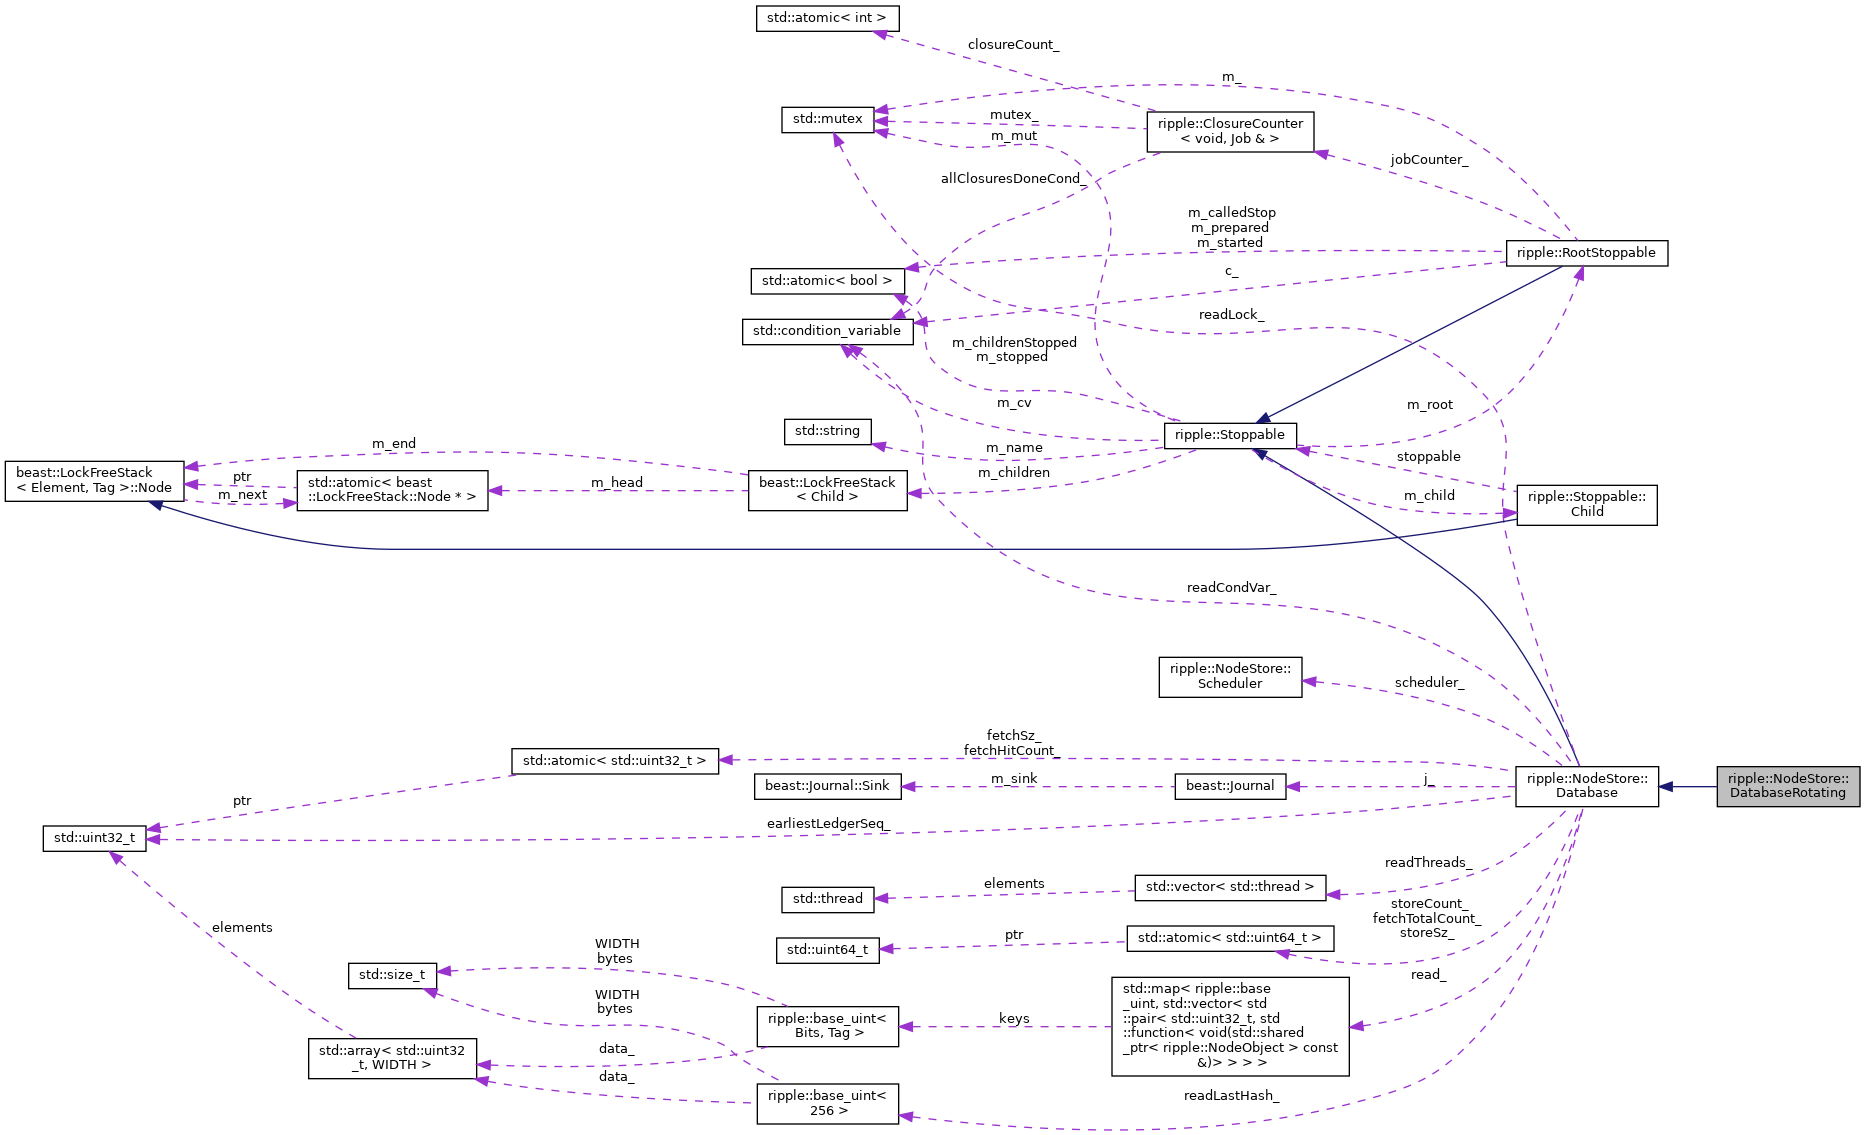 std::atomic< int >
closureCount_
m_
std::mutex
mutex_
m_mut
ripple::ClosureCounter
< void, Job & >
jobCounter_
allClosuresDoneCond_
m_calledStop
m_prepared
m_started
ripple::RootStoppable
std::atomic< bool >
c_
readLock_
std::condition_variable
m_childrenStopped
m_stopped
m_cv
m_root
std::string
ripple::Stoppable
m_name
m_end
stoppable
beast::LockFreeStack
< Element, Tag >::Node
ptr
m_next
std::atomic< beast
::LockFreeStack::Node * >
m_head
beast::LockFreeStack
< Child >
m_children
m_child
ripple::Stoppable::
Child
readCondVar_
ripple::NodeStore::
Scheduler
scheduler_
fetchSz_
fetchHitCount_
std::atomic< std::uint32_t >
beast::Journal::Sink
m_sink
beast::Journal
j_
ripple::NodeStore::
Database
ripple::NodeStore::
DatabaseRotating
ptr
std::uint32_t
earliestLedgerSeq_
readThreads_
std::thread
elements
std::vector< std::thread >
storeCount_
fetchTotalCount_
storeSz_
elements
std::uint64_t
ptr
std::atomic< std::uint64_t >
WIDTH
bytes
std::size_t
read_
WIDTH
bytes
ripple::base_uint<
Bits, Tag >
keys
std::map< ripple::base
_uint, std::vector< std
::pair< std::uint32_t, std
::function< void(std::shared
_ptr< ripple::NodeObject > const
&)> > > >
std::array< std::uint32
_t, WIDTH >
data_
data_
ripple::base_uint<
256 >
readLastHash_